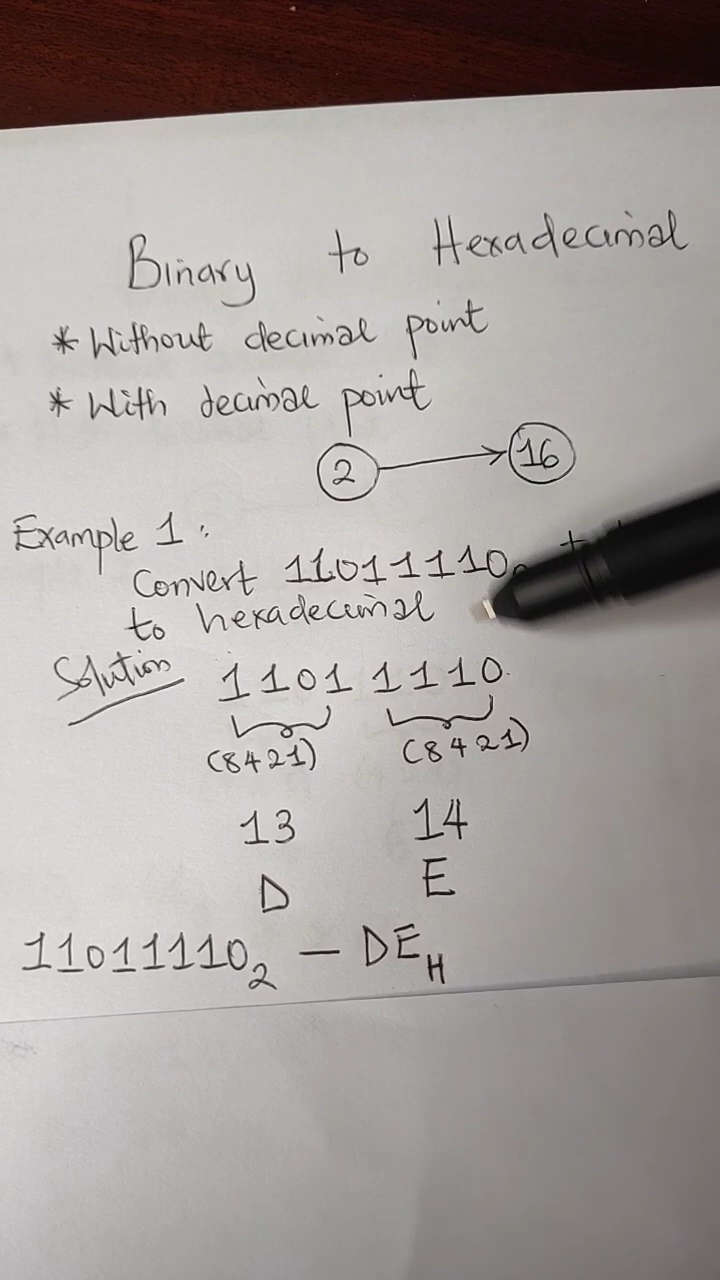 Binary to Hexadecimal
* Without decimal point
* With decimal point
2 → 16
Example 1:
Convert 11011110
to hexadecimal
Solution 1101 1110
(8421) (8421)
13 14
D E
11011110₂ — DE_H